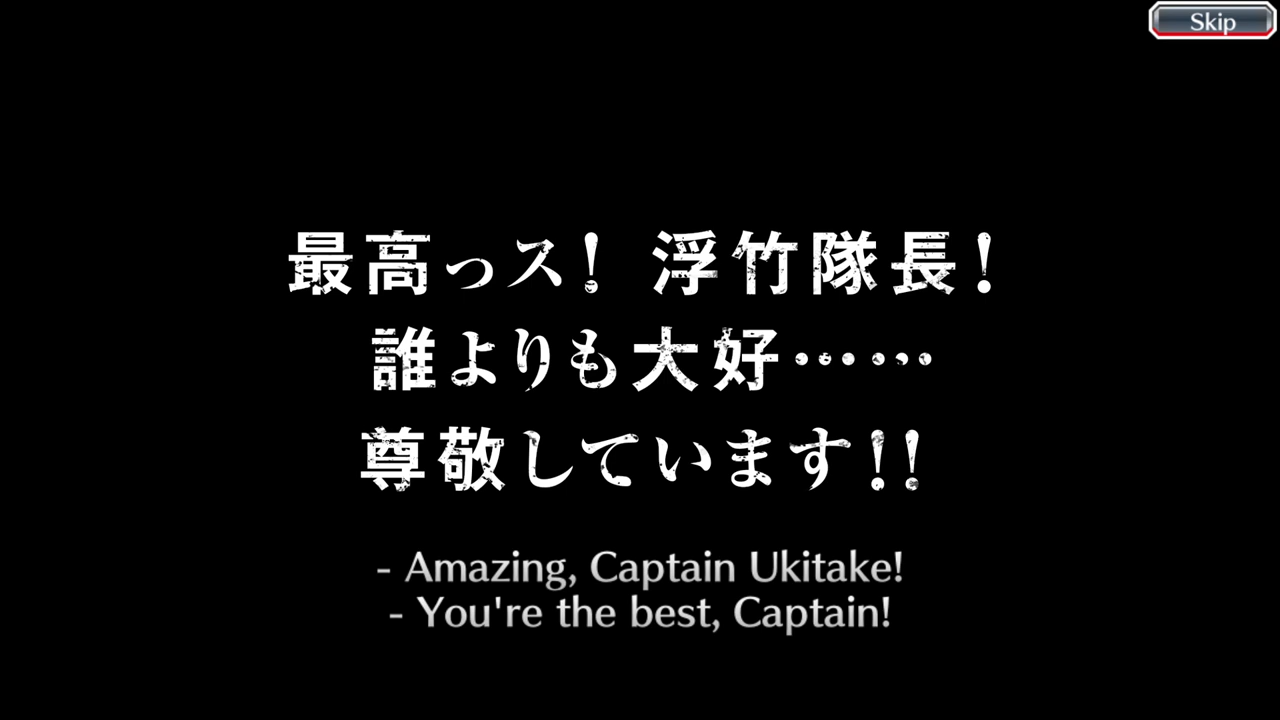 Skip
最高っス! 浮竹隊長!
誰よりも大好……
尊敬しています!!
- Amazing, Captain Ukitake!
- You're the best, Captain!